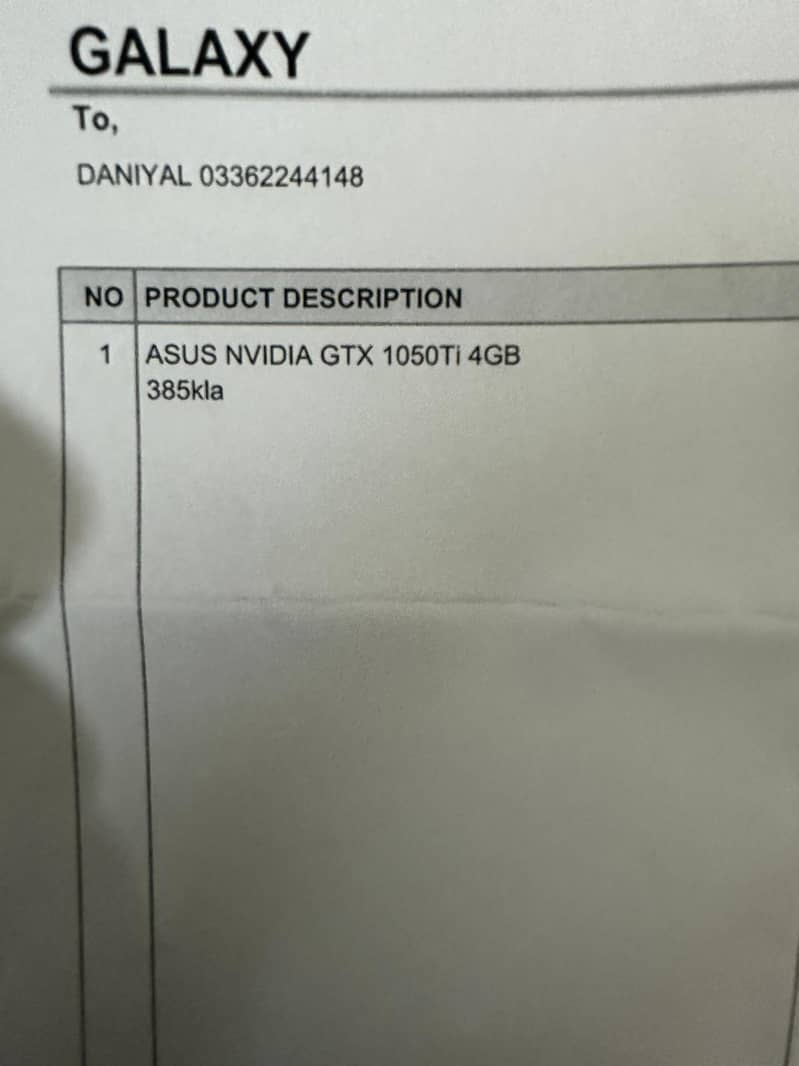 GALAXY
To,
DANIYAL 03362244148
NO PRODUCT DESCRIPTION
1 ASUS NVIDIA GTX 1050Ti 4GB
385kla